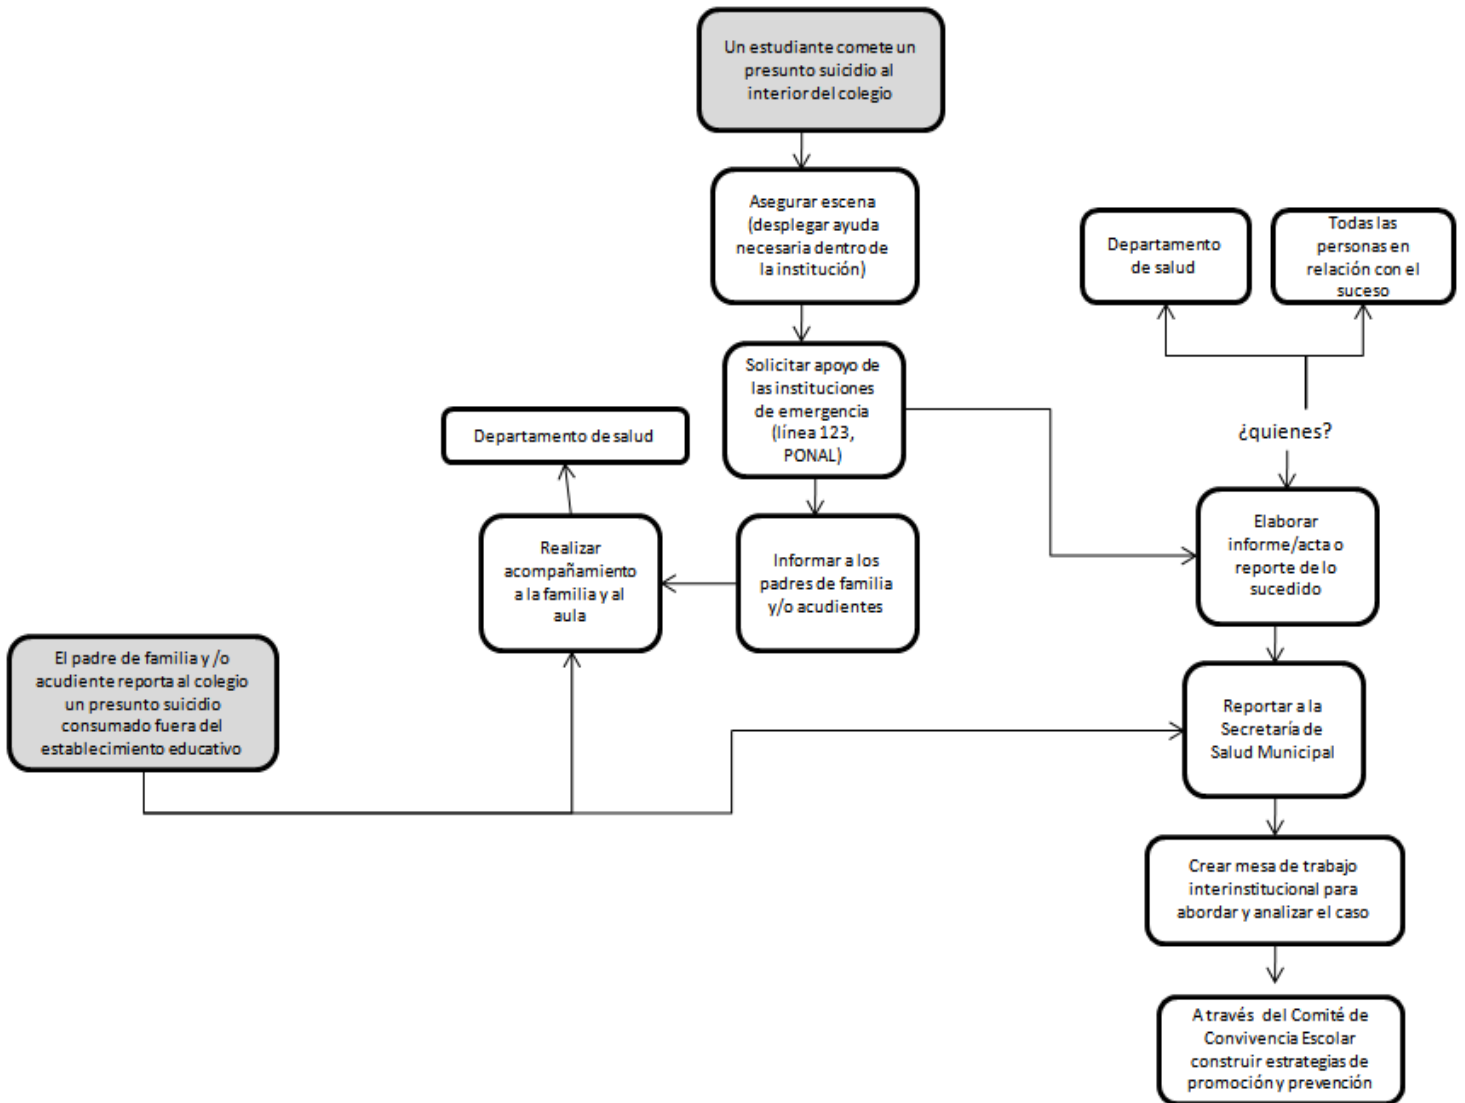 Un estudiante comete un
presunto suicidio al
interior del colegio
Asegurar escena
(desplegar ayuda
necesaria dentro de
la institución)
Departamento
de salud
Todas las
personas en
relación con el
suceso
Solicitar apoyo de
las instituciones
de emergencia
(línea 123,
PONAL)
Departamento de salud
¿quienes?
Realizar
acompañamiento
a la familia y al
aula
Informar a los
padres de familia
y/o acudientes
Elaborar
informe/acta o
reporte de lo
sucedido
El padre de familia y /o
acudiente reporta al colegio
un presunto suicidio
consumado fuera del
establecimiento educativo
Reportar a la
Secretaría de
Salud Municipal
Crear mesa de trabajo
interinstitucional para
abordar y analizar el caso
A través del Comité de
Convivencia Escolar
construir estrategias de
promoción y prevención